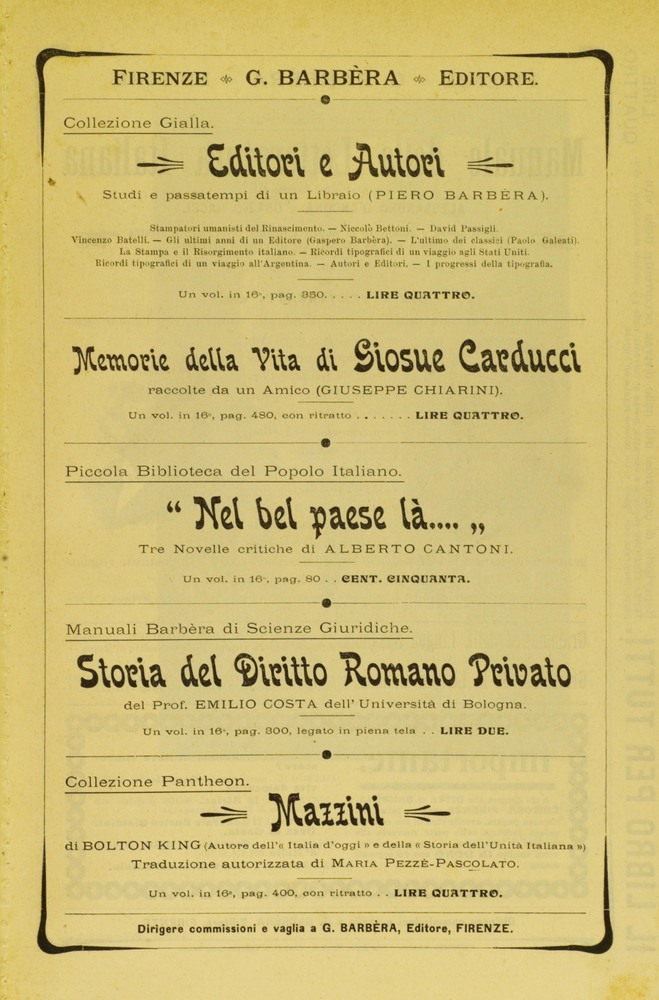 FIRENZE G. BARBÈRA EDITORE.
Collezione Gialla.
Editori e Autori
Studi e passatempi di un Libraio (PIERO BARBÈRA).
Stampatori umanisti del Rinascimento. — Niccolò Bettoni. — David Passigli.
Vincenzo Batelli. — Gli ultimi anni di un Editore (Gaspero Barbèra). — L'ultimo dei classici (Paolo Galeati).
La Stampa e il Risorgimento italiano. — Ricordi tipografici di un viaggio agli Stati Uniti.
Ricordi tipografici di un viaggio all'Argentina. — Autori e Editori. — I progressi della tipografia.
Un vol. in 16°, pag. 350. . . . . LIRE QUATTRO.
Memorie della Vita di Giosue Carducci
raccolte da un Amico (GIUSEPPE CHIARINI).
Un vol. in 16°, pag. 480, con ritratto . . . . . . . LIRE QUATTRO.
Piccola Biblioteca del Popolo Italiano.
“ Nel bel paese là.... „
Tre Novelle critiche di ALBERTO CANTONI.
Un vol. in 16°, pag. 80 . . CENT. CINQUANTA.
Manuali Barbèra di Scienze Giuridiche.
Storia del Diritto Romano Privato
del Prof. EMILIO COSTA dell' Università di Bologna.
Un vol. in 16°, pag. 300, legato in piena tela . . LIRE DUE.
Collezione Pantheon.
Mazzini
di BOLTON KING (Autore dell'« Italia d'oggi » e della « Storia dell'Unità Italiana »)
Traduzione autorizzata di MARIA PEZZÈ-PASCOLATO.
Un vol. in 16°, pag. 400, con ritratto . . LIRE QUATTRO.
Dirigere commissioni e vaglia a G. BARBÈRA, Editore, FIRENZE.